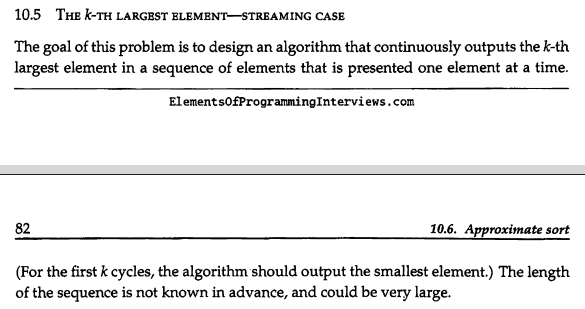 10.5 THE k-TH LARGEST ELEMENT—STREAMING CASE
The goal of this problem is to design an algorithm that continuously outputs the k-th
largest element in a sequence of elements that is presented one element at a time.
ElementsOfProgrammingInterviews.com
82 10.6. Approximate sort
(For the first k cycles, the algorithm should output the smallest element.) The length
of the sequence is not known in advance, and could be very large.